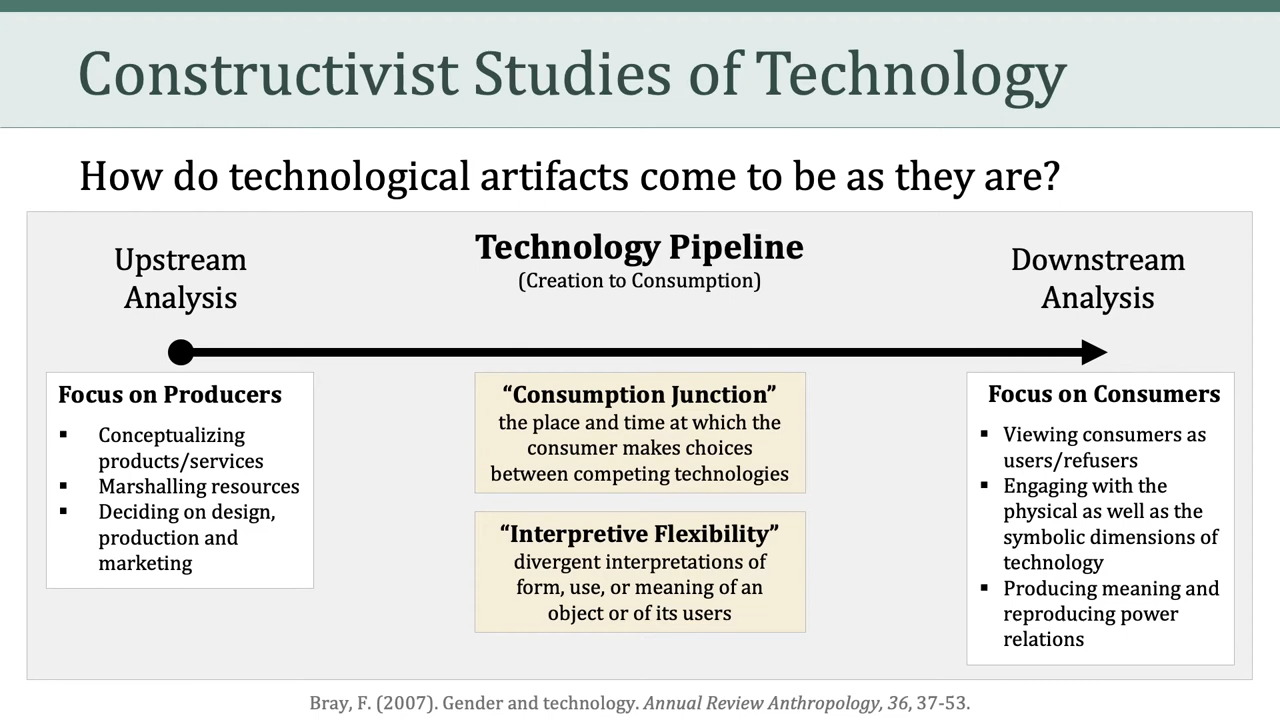 Constructivist Studies of Technology
How do technological artifacts come to be as they are?
Upstream
Analysis
Technology Pipeline
(Creation to Consumption)
Downstream
Analysis
Focus on Producers
▪ Conceptualizing
products/services
▪ Marshalling resources
▪ Deciding on design,
production and
marketing
“Consumption Junction”
the place and time at which the
consumer makes choices
between competing technologies
“Interpretive Flexibility”
divergent interpretations of
form, use, or meaning of an
object or of its users
Focus on Consumers
▪ Viewing consumers as
users/refusers
▪ Engaging with the
physical as well as the
symbolic dimensions of
technology
▪ Producing meaning and
reproducing power
relations
Bray, F. (2007). Gender and technology. Annual Review Anthropology, 36, 37-53.